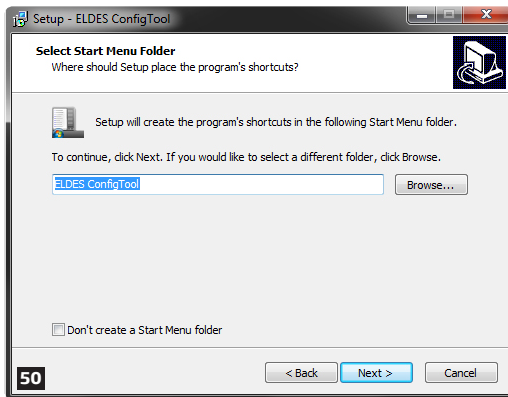 Setup - ELDES ConfigTool
Select Start Menu Folder
Where should Setup place the program's shortcuts?
Setup will create the program's shortcuts in the following Start Menu folder.
To continue, click Next. If you would like to select a different folder, click Browse.
ELDES ConfigTool
Browse...
Don't create a Start Menu folder
50
< Back
Next >
Cancel